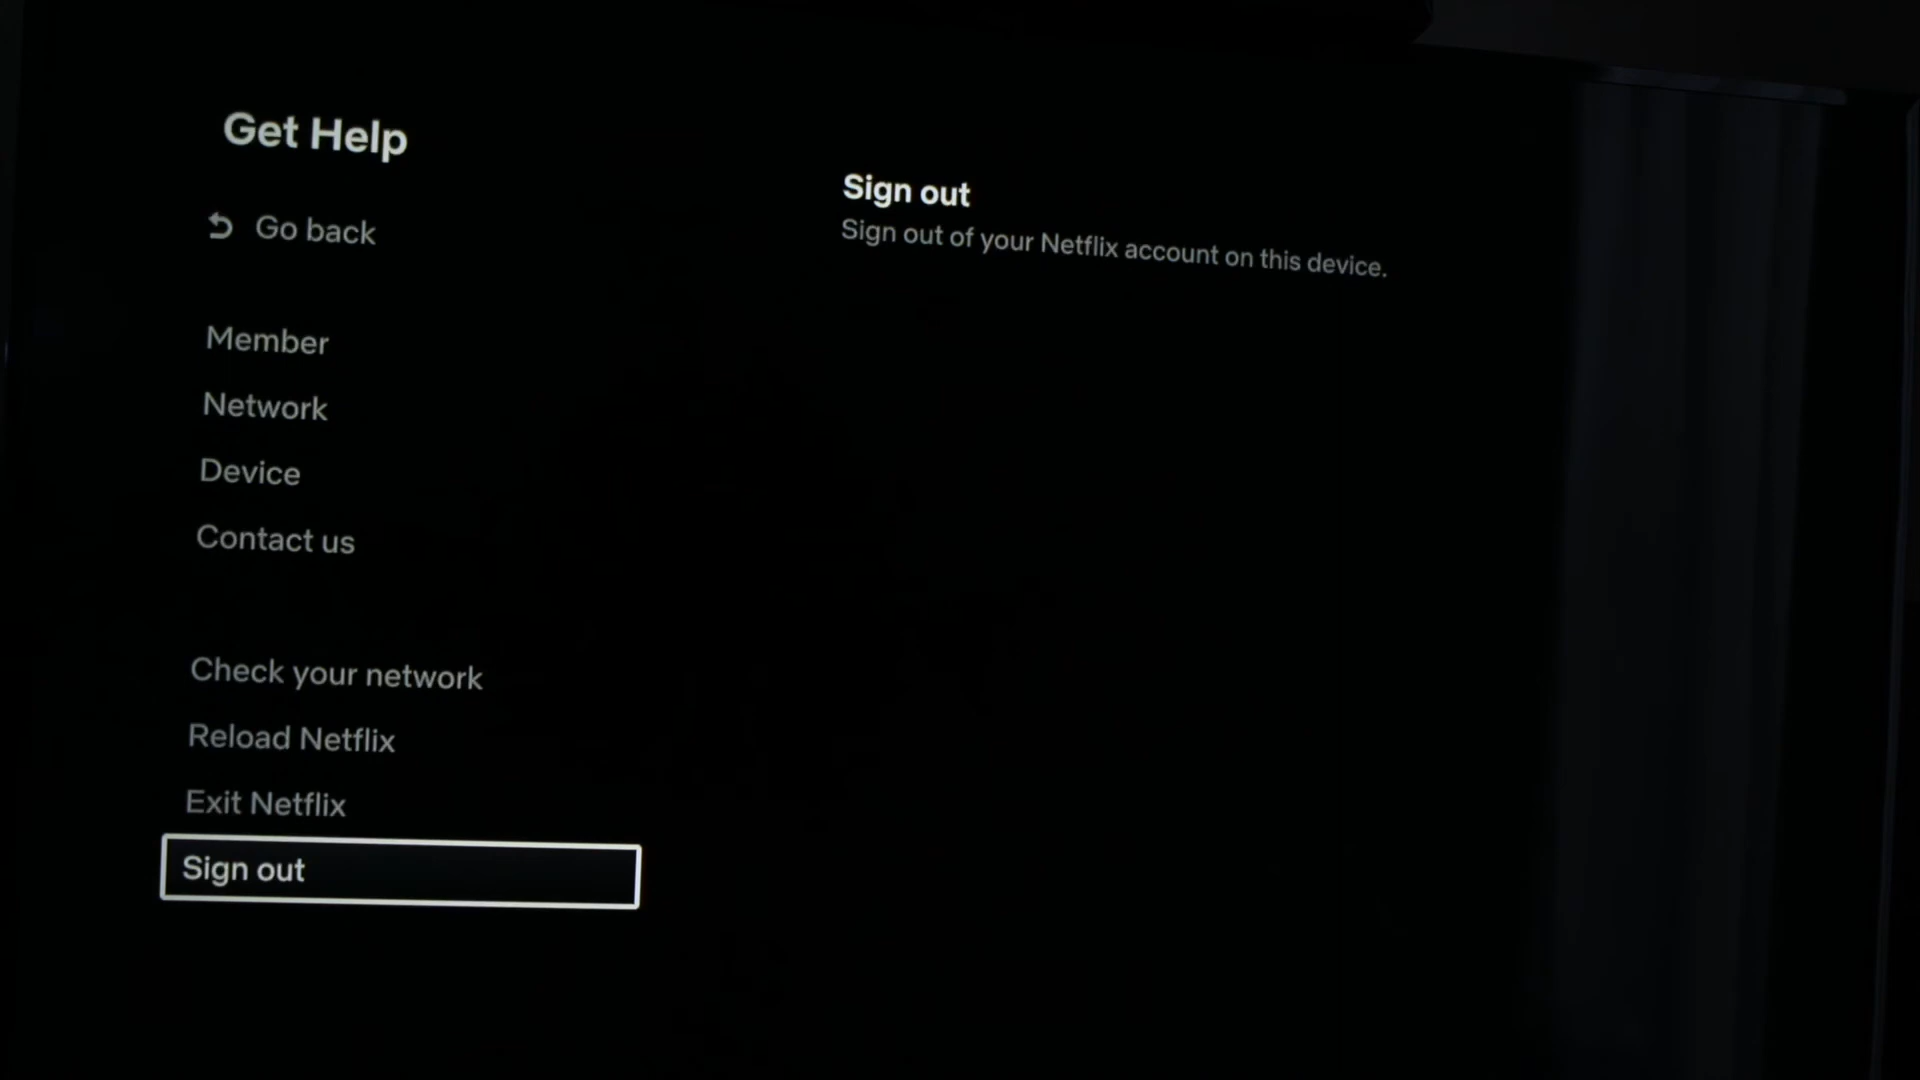 Get Help
Go back
Member
Network
Device
Contact us
Check your network
Reload Netflix
Exit Netflix
Sign out
Sign out
Sign out of your Netflix account on this device.